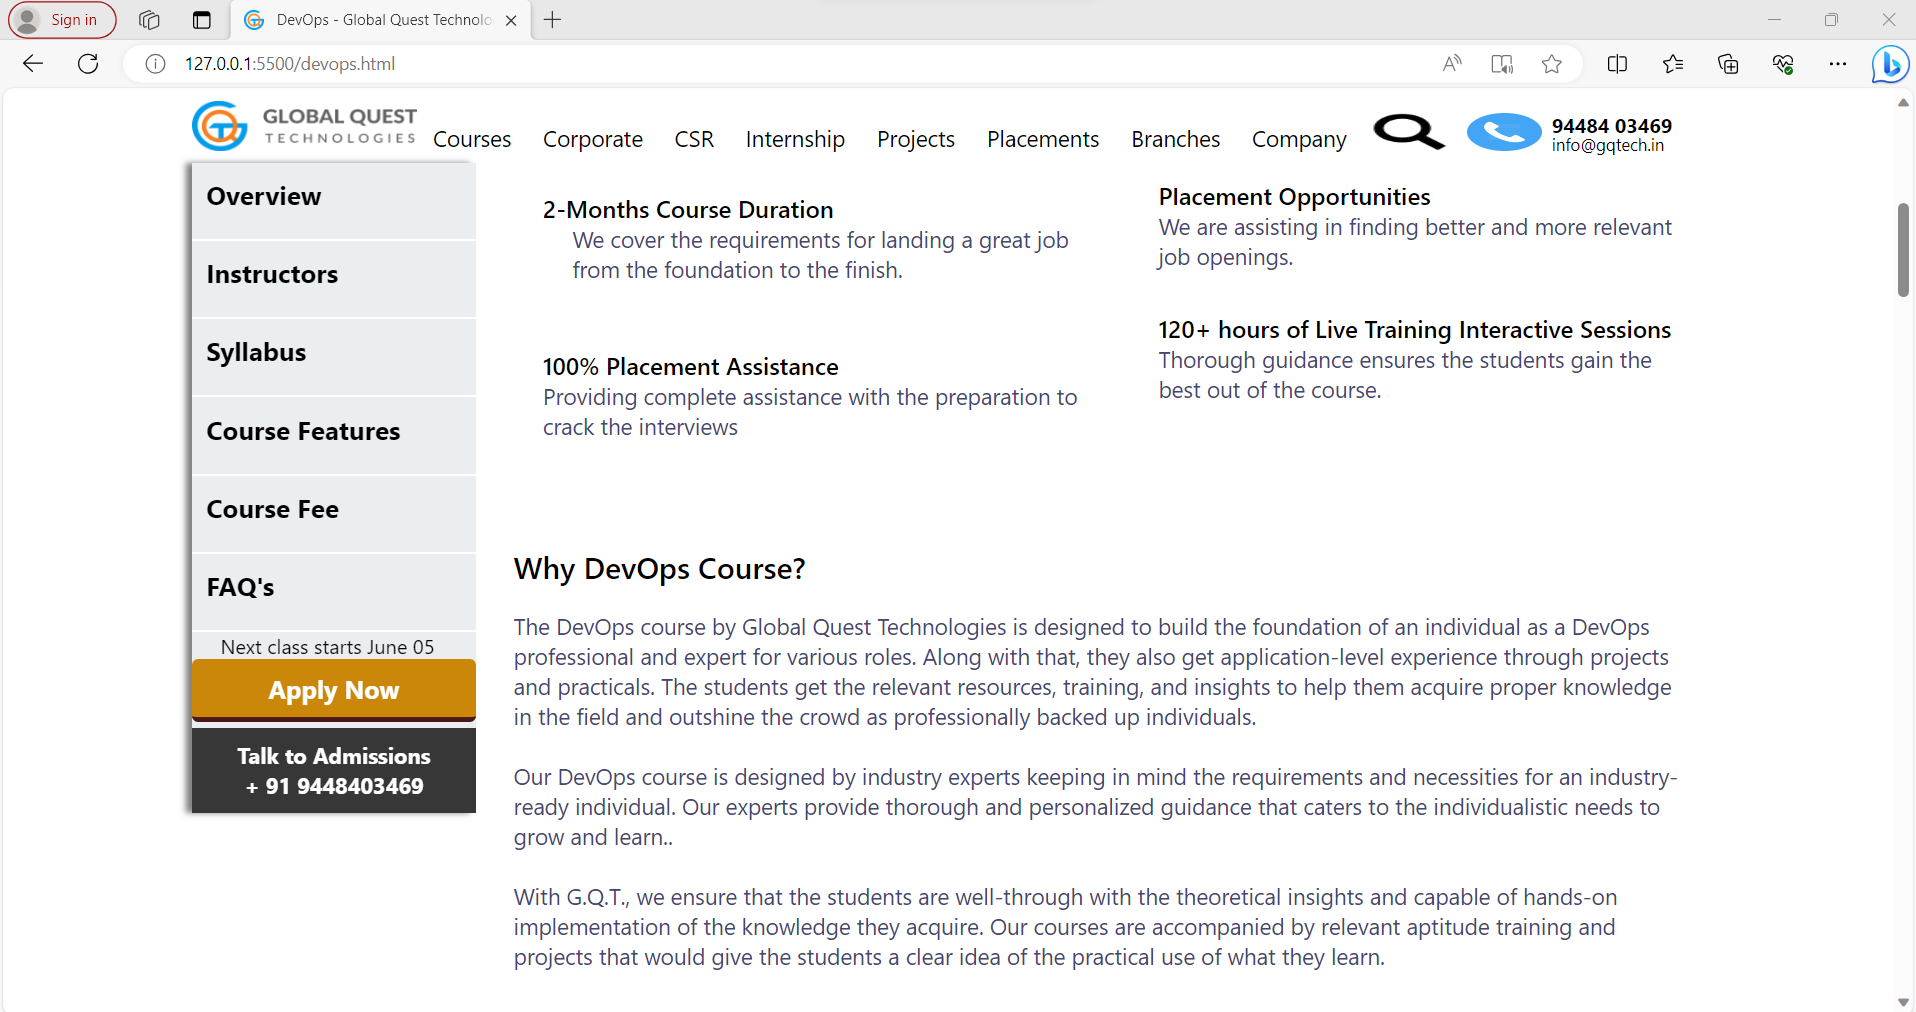 Sign in
DevOps - Global Quest Technolo
127.0.0.1:5500/devops.html
GLOBAL QUEST
TECHNOLOGIES
Courses
Corporate
CSR
Internship
Projects
Placements
Branches
Company
94484 03469
info@gqtech.in
Overview
Instructors
Syllabus
Course Features
Course Fee
FAQ's
Next class starts June 05
Apply Now
Talk to Admissions
+ 91 9448403469
2-Months Course Duration
We cover the requirements for landing a great job
from the foundation to the finish.
100% Placement Assistance
Providing complete assistance with the preparation to
crack the interviews
Placement Opportunities
We are assisting in finding better and more relevant
job openings.
120+ hours of Live Training Interactive Sessions
Thorough guidance ensures the students gain the
best out of the course.
Why DevOps Course?
The DevOps course by Global Quest Technologies is designed to build the foundation of an individual as a DevOps
professional and expert for various roles. Along with that, they also get application-level experience through projects
and practicals. The students get the relevant resources, training, and insights to help them acquire proper knowledge
in the field and outshine the crowd as professionally backed up individuals.
Our DevOps course is designed by industry experts keeping in mind the requirements and necessities for an industry-
ready individual. Our experts provide thorough and personalized guidance that caters to the individualistic needs to
grow and learn..
With G.Q.T., we ensure that the students are well-through with the theoretical insights and capable of hands-on
implementation of the knowledge they acquire. Our courses are accompanied by relevant aptitude training and
projects that would give the students a clear idea of the practical use of what they learn.